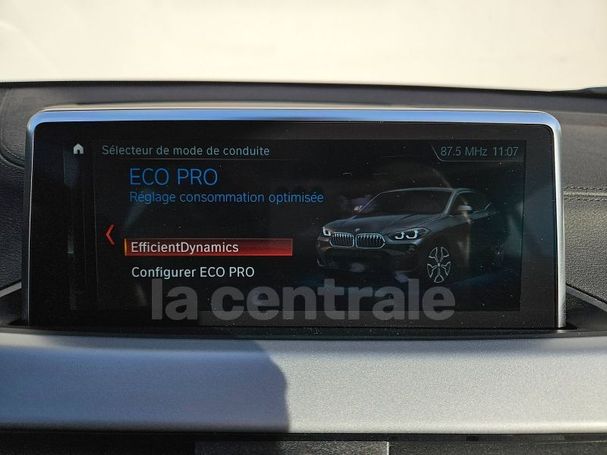 Sélecteur de mode de conduite
87.5 MHz 11:07
ECO PRO
Réglage consommation optimisée
EfficientDynamics
Configurer ECO PRO
la centrale